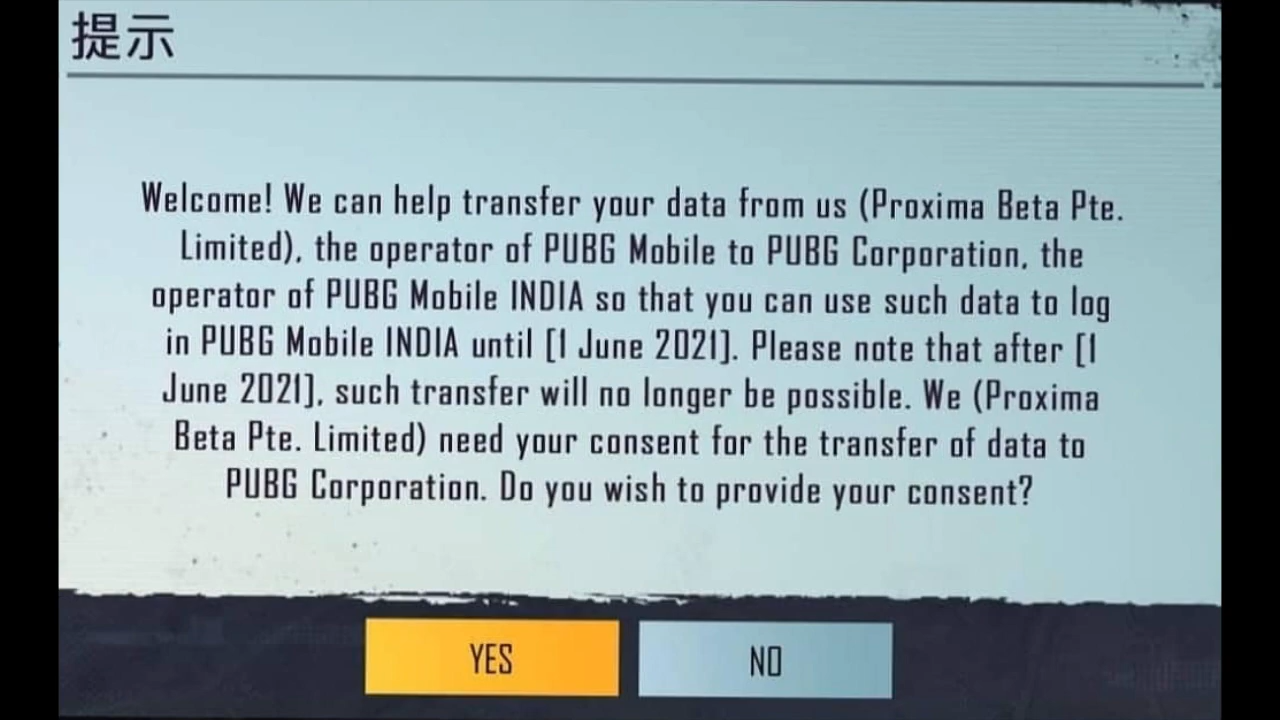 提示
Welcome! We can help transfer your data from us (Proxima Beta Pte.
Limited), the operator of PUBG Mobile to PUBG Corporation, the
operator of PUBG Mobile INDIA so that you can use such data to log
in PUBG Mobile INDIA until [1 June 2021]. Please note that after [1
June 2021], such transfer will no longer be possible. We (Proxima
Beta Pte. Limited) need your consent for the transfer of data to
PUBG Corporation. Do you wish to provide your consent?
YES
NO